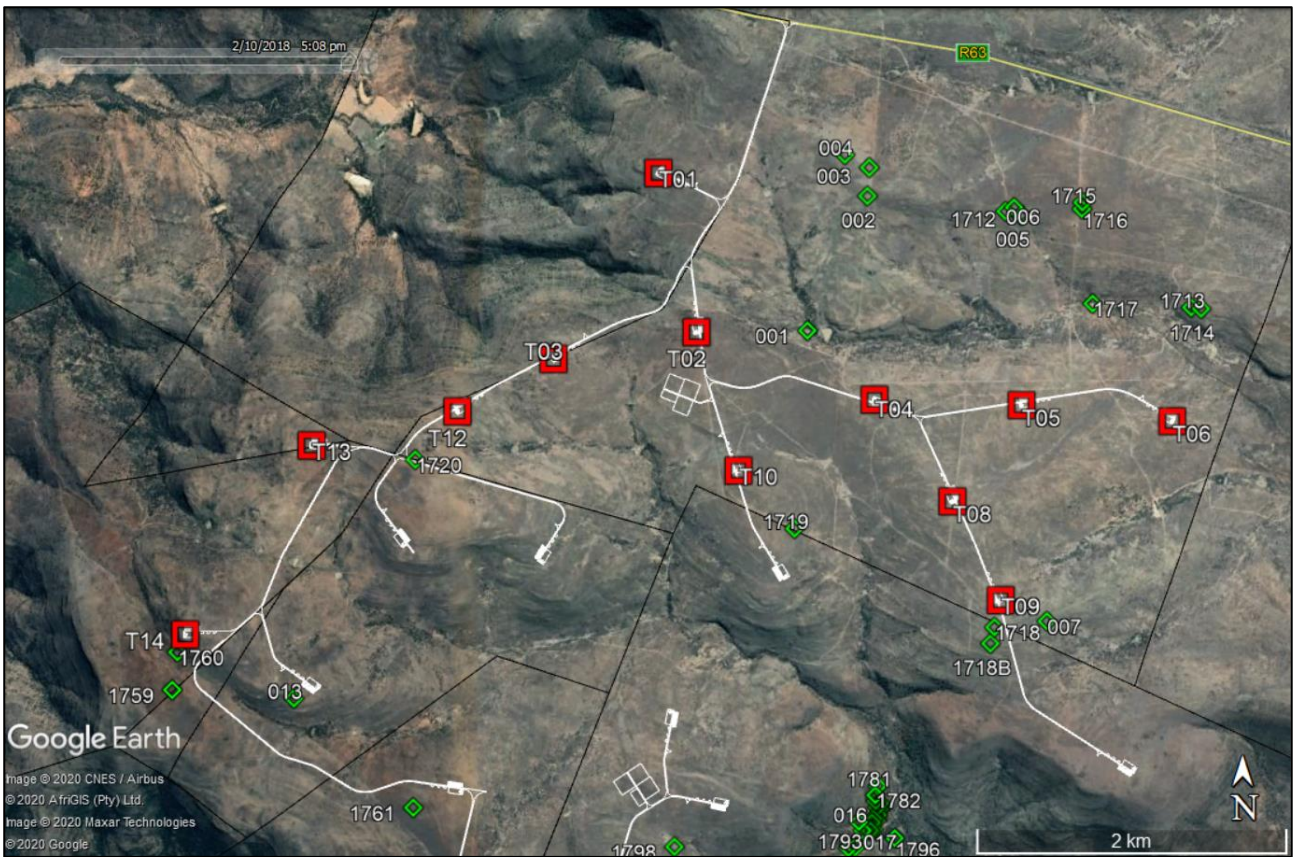 2/10/2018 5:08 pm
R63
004
003
T01
002
1715
1712
006
1716
005
1717
1713
001
1714
T03
T02
T04
T05
T12
T06
T13
1720
T10
T08
1719
T09
1718
007
T14
1760
1718B
1759
013
Google Earth
Image © 2020 CNES / Airbus
© 2020 AfriGIS (Pty) Ltd.
Image © 2020 Maxar Technologies
© 2020 Google
1781
1782
1761
016
1793
017
1796
1798
N
2 km